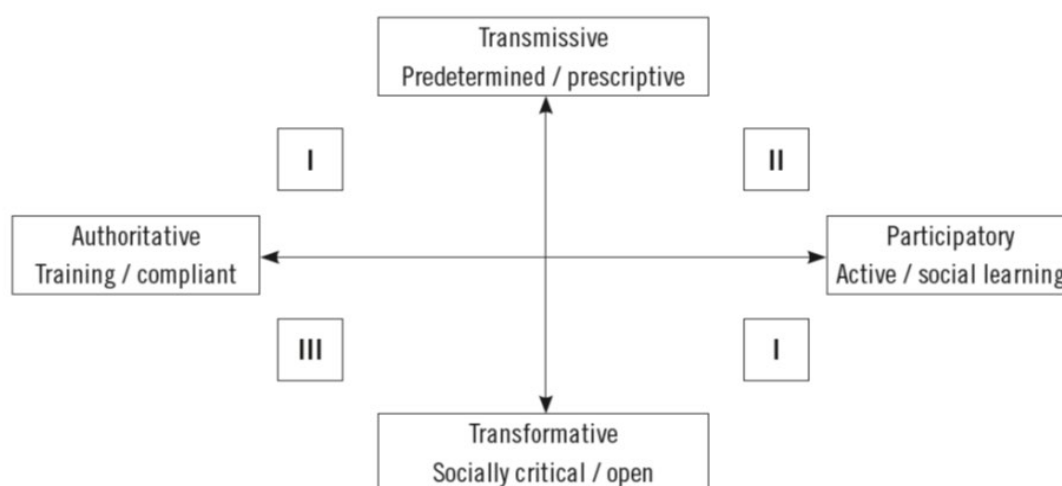 Transmissive
Predetermined / prescriptive
I
II
Authoritative
Training / compliant
Participatory
Active / social learning
III
I
Transformative
Socially critical / open